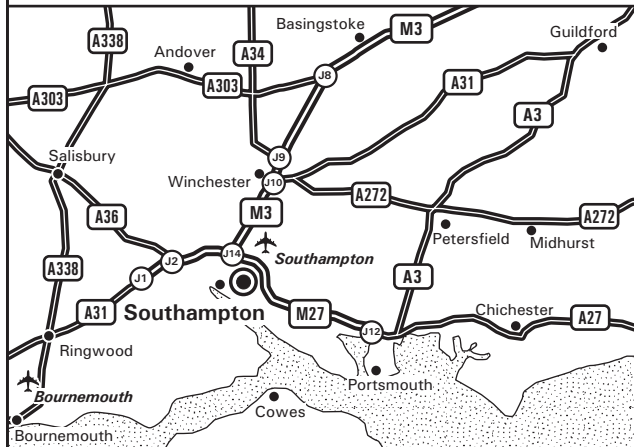 Basingstoke
M3
Guildford
A338
A34
Andover
J8
A31
A303
A303
A3
Salisbury
J9
Winchester
J10
A272
A36
M3
A272
Petersfield
Midhurst
J14
Southampton
J2
A338
J1
A3
Southampton
M27
Chichester
A31
A27
J12
Ringwood
Portsmouth
Bournemouth
Cowes
Bournemouth